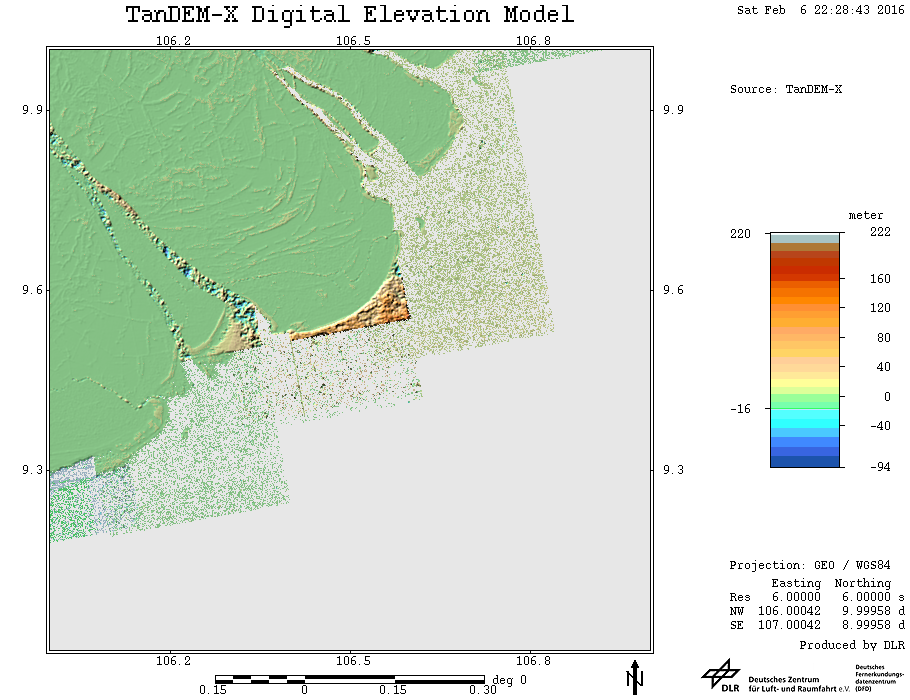 TanDEM-X Digital Elevation Model
Sat Feb 6 22:28:43 2016
106.2 106.5 106.8
9.9 9.9
9.6 9.6
9.3 9.3
106.2 106.5 106.8
0.15 0 0.15 0.30 deg 0
N
Source: TanDEM-X
meter
220 222
160
120
80
40
-16 0
-40
-94
Projection: GEO / WGS84
Easting Northing
Res 6.00000 6.00000 s
NW 106.00042 9.99958 d
SE 107.00042 8.99958 d
Produced by DLR
DLR
Deutsches Zentrum
für Luft- und Raumfahrt e.V.
Deutsches
Fernerkundungs-
datenzentrum
(DFD)